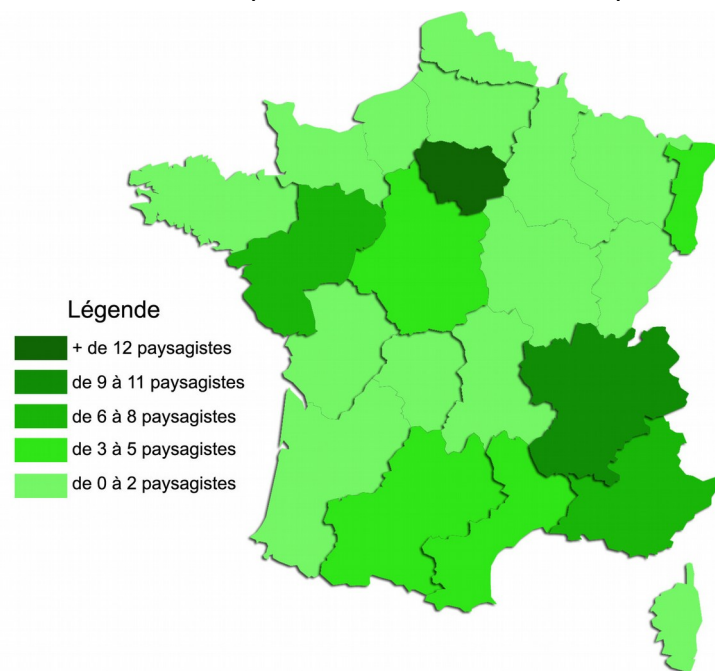 Légende
+ de 12 paysagistes
de 9 à 11 paysagistes
de 6 à 8 paysagistes
de 3 à 5 paysagistes
de 0 à 2 paysagistes